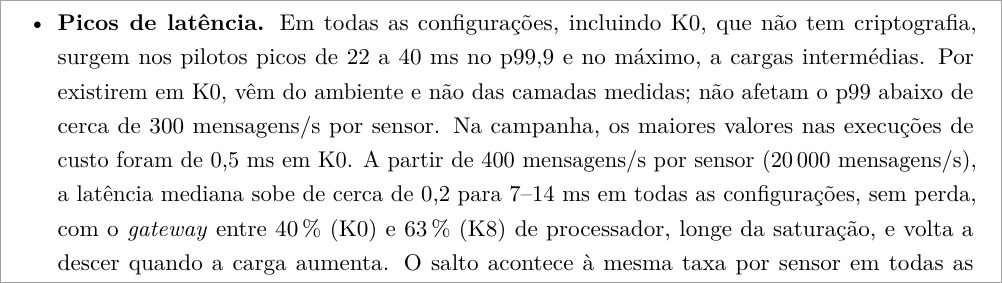 • Picos de latência. Em todas as configurações, incluindo K0, que não tem criptografia,
surgem nos pilotos picos de 22 a 40 ms no p99,9 e no máximo, a cargas intermédias. Por
existirem em K0, vêm do ambiente e não das camadas medidas; não afetam o p99 abaixo de
cerca de 300 mensagens/s por sensor. Na campanha, os maiores valores nas execuções de
custo foram de 0,5 ms em K0. A partir de 400 mensagens/s por sensor (20 000 mensagens/s),
a latência mediana sobe de cerca de 0,2 para 7–14 ms em todas as configurações, sem perda,
com o gateway entre 40 % (K0) e 63 % (K8) de processador, longe da saturação, e volta a
descer quando a carga aumenta. O salto acontece à mesma taxa por sensor em todas as